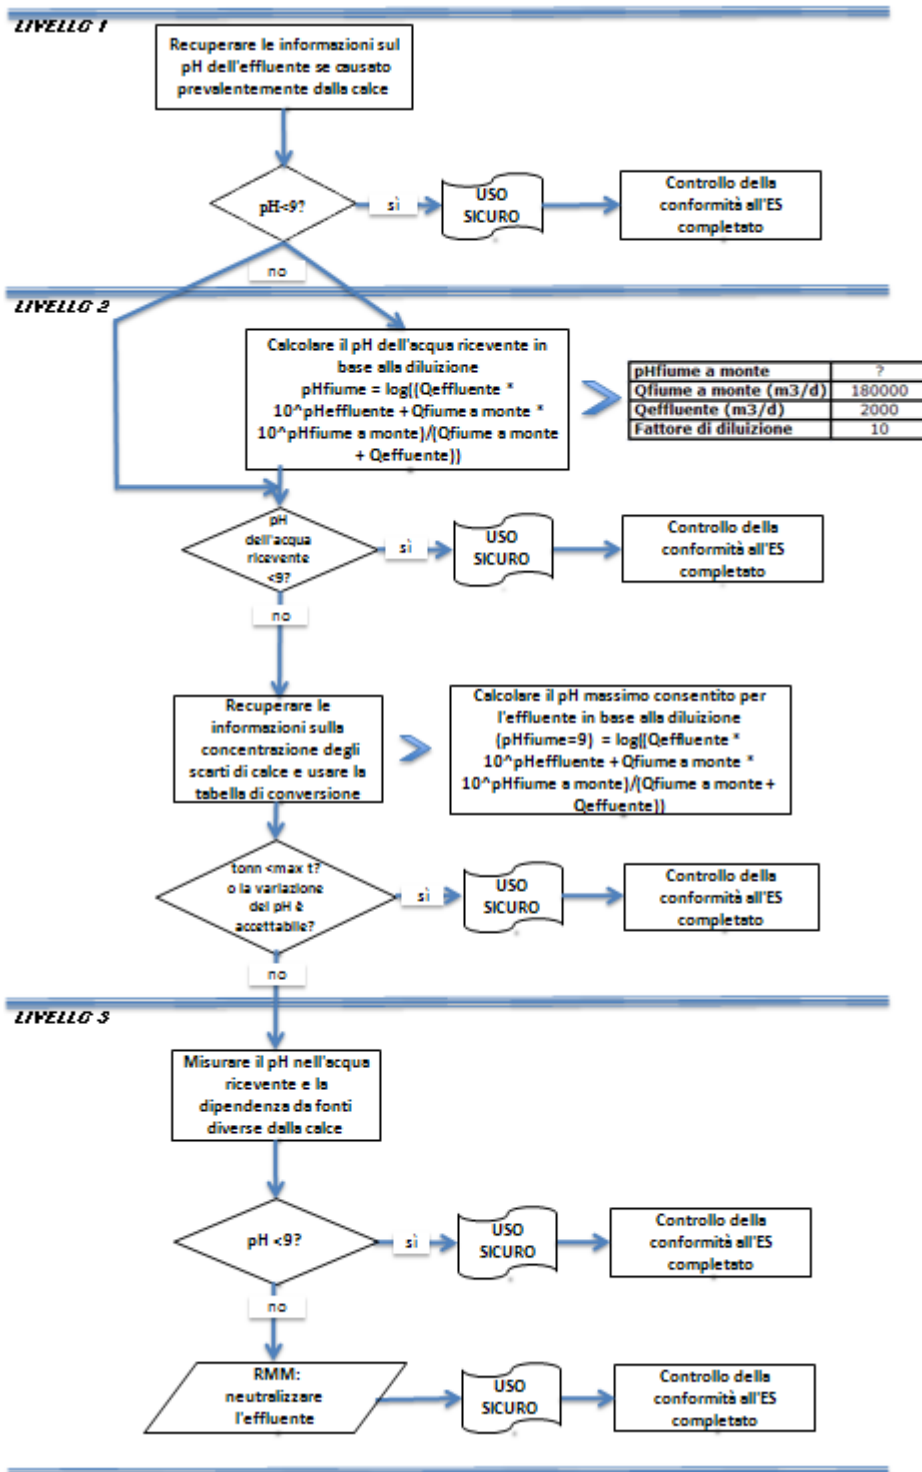 LIVELLO 1
Recuperare le informazioni sul
pH dell'effluente se causato
prevalentemente dalla calce
pH<9?
sì
USO
SICURO
Controllo della
conformità all'ES
completato
no
LIVELLO 2
Calcolare il pH dell'acqua ricevente in
base alla diluizione
pHfiume = log((Qeffluente *
10^pHeffluente + Qfiume a monte *
10^pHfiume a monte)/(Qfiume a monte
+ Qeffuente))
pHfiume a monte ?
Qfiume a monte (m3/d) 180000
Qeffluente (m3/d) 2000
Fattore di diluizione 10
pH
dell'acqua
ricevente
<9?
sì
USO
SICURO
Controllo della
conformità all'ES
completato
no
Recuperare le
informazioni sulla
concentrazione degli
scarti di calce e usare la
tabella di conversione
Calcolare il pH massimo consentito per
l'effluente in base alla diluizione
(pHfiume=9) = log((Qeffluente *
10^pHeffluente + Qfiume a monte *
10^pHfiume a monte)/(Qfiume a monte +
Qeffuente))
tonn <max t?
o la variazione
del pH è
accettabile?
sì
USO
SICURO
Controllo della
conformità all'ES
completato
no
LIVELLO 3
Misurare il pH nell'acqua
ricevente e la
dipendenza da fonti
diverse dalla calce
pH <9?
sì
USO
SICURO
Controllo della
conformità all'ES
completato
no
RMM:
neutralizzare
l'effluente
USO
SICURO
Controllo della
conformità all'ES
completato